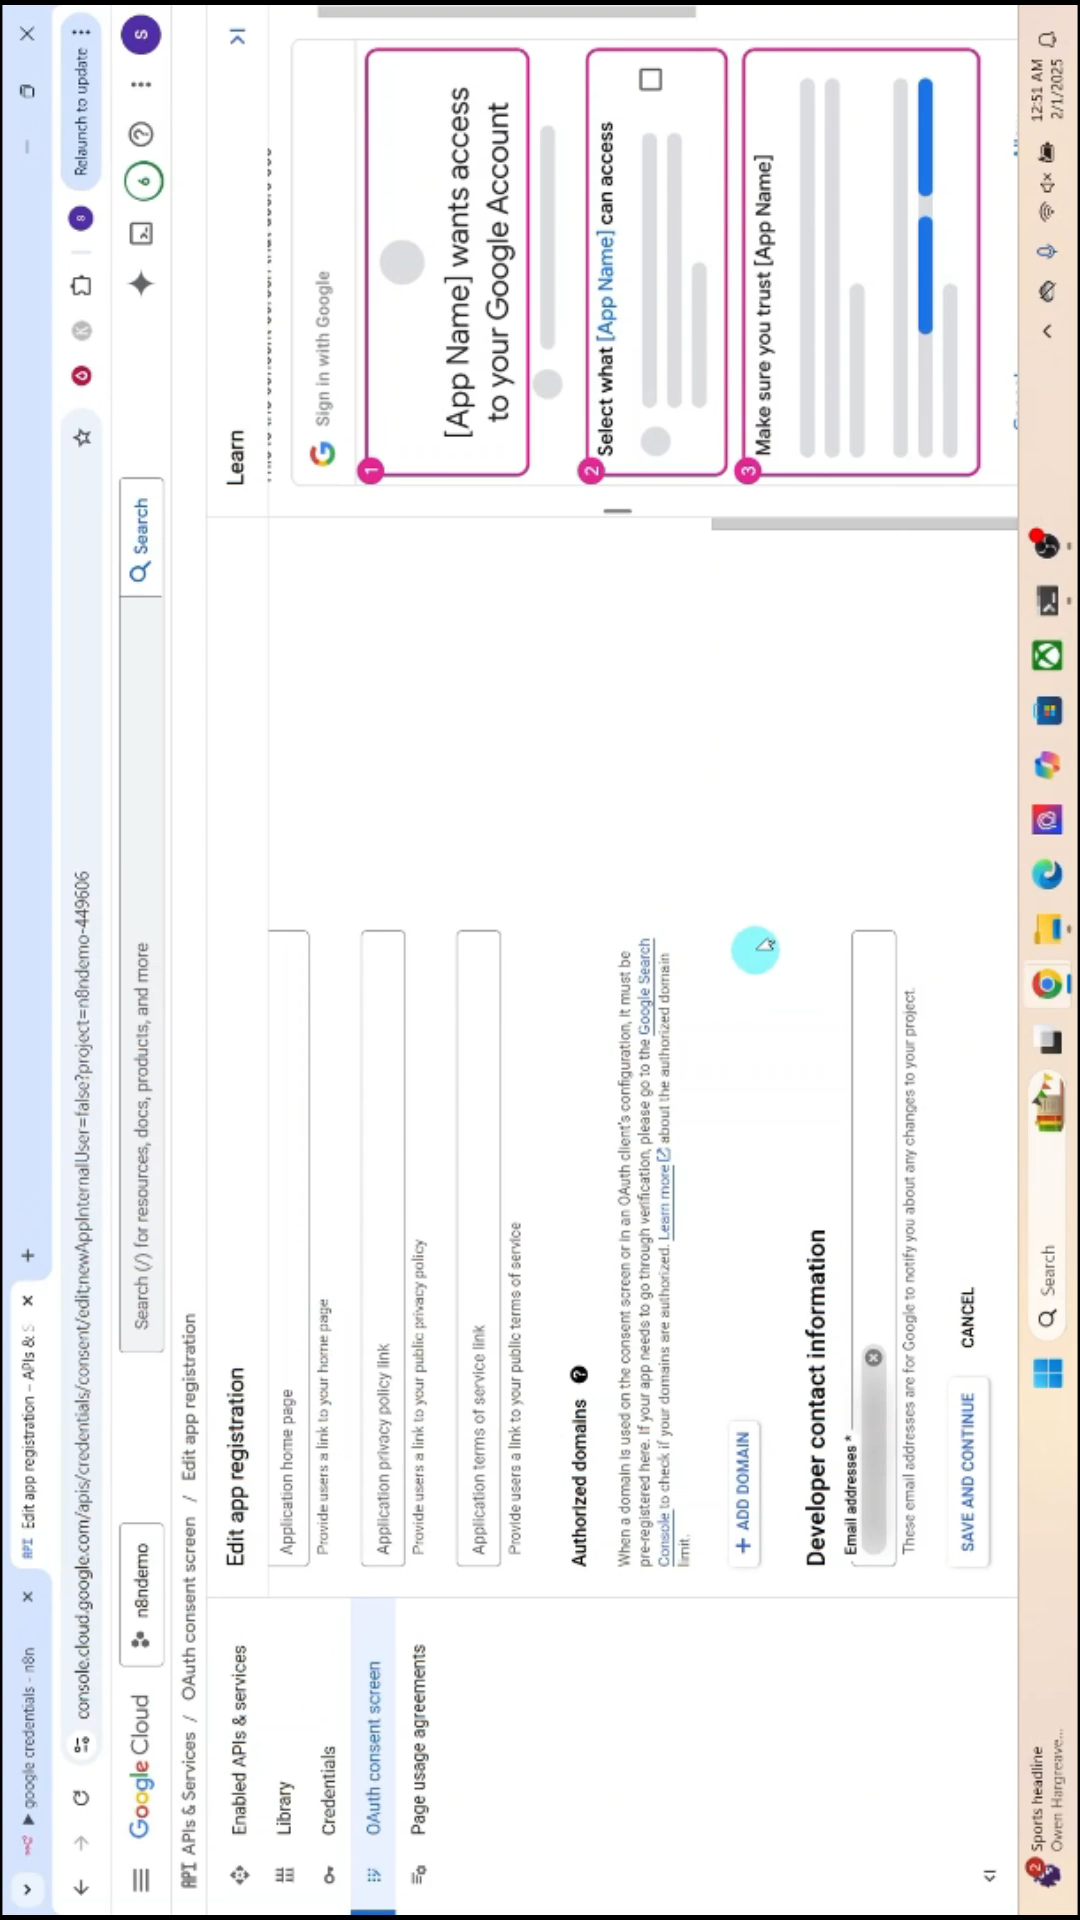 google credentials - n8n
API Edit app registration – APIs & S
console.cloud.google.com/apis/credentials/consent/edit;newAppInternalUser=false?project=n8ndemo-449606
K
s
Relaunch to update
Google Cloud
n8ndemo
Search (/) for resources, docs, products, and more
Search
6
S
API APIs & Services / OAuth consent screen / Edit app registration
Enabled APIs & services
Library
Credentials
OAuth consent screen
Page usage agreements
Edit app registration
Application home page
Provide users a link to your home page
Application privacy policy link
Provide users a link to your public privacy policy
Application terms of service link
Provide users a link to your public terms of service
Authorized domains
When a domain is used on the consent screen or in an OAuth client's configuration, it must be
pre-registered here. If your app needs to go through verification, please go to the Google Search
Console to check if your domains are authorized. Learn more about the authorized domain
limit.
+ ADD DOMAIN
Developer contact information
Email addresses *
These email addresses are for Google to notify you about any changes to your project.
SAVE AND CONTINUE
CANCEL
Learn
Sign in with Google
1
[App Name] wants access
to your Google Account
2
Select what [App Name] can access
3
Make sure you trust [App Name]
2
Sports headline
Owen Hargreave...
Search
12:51 AM
2/1/2025